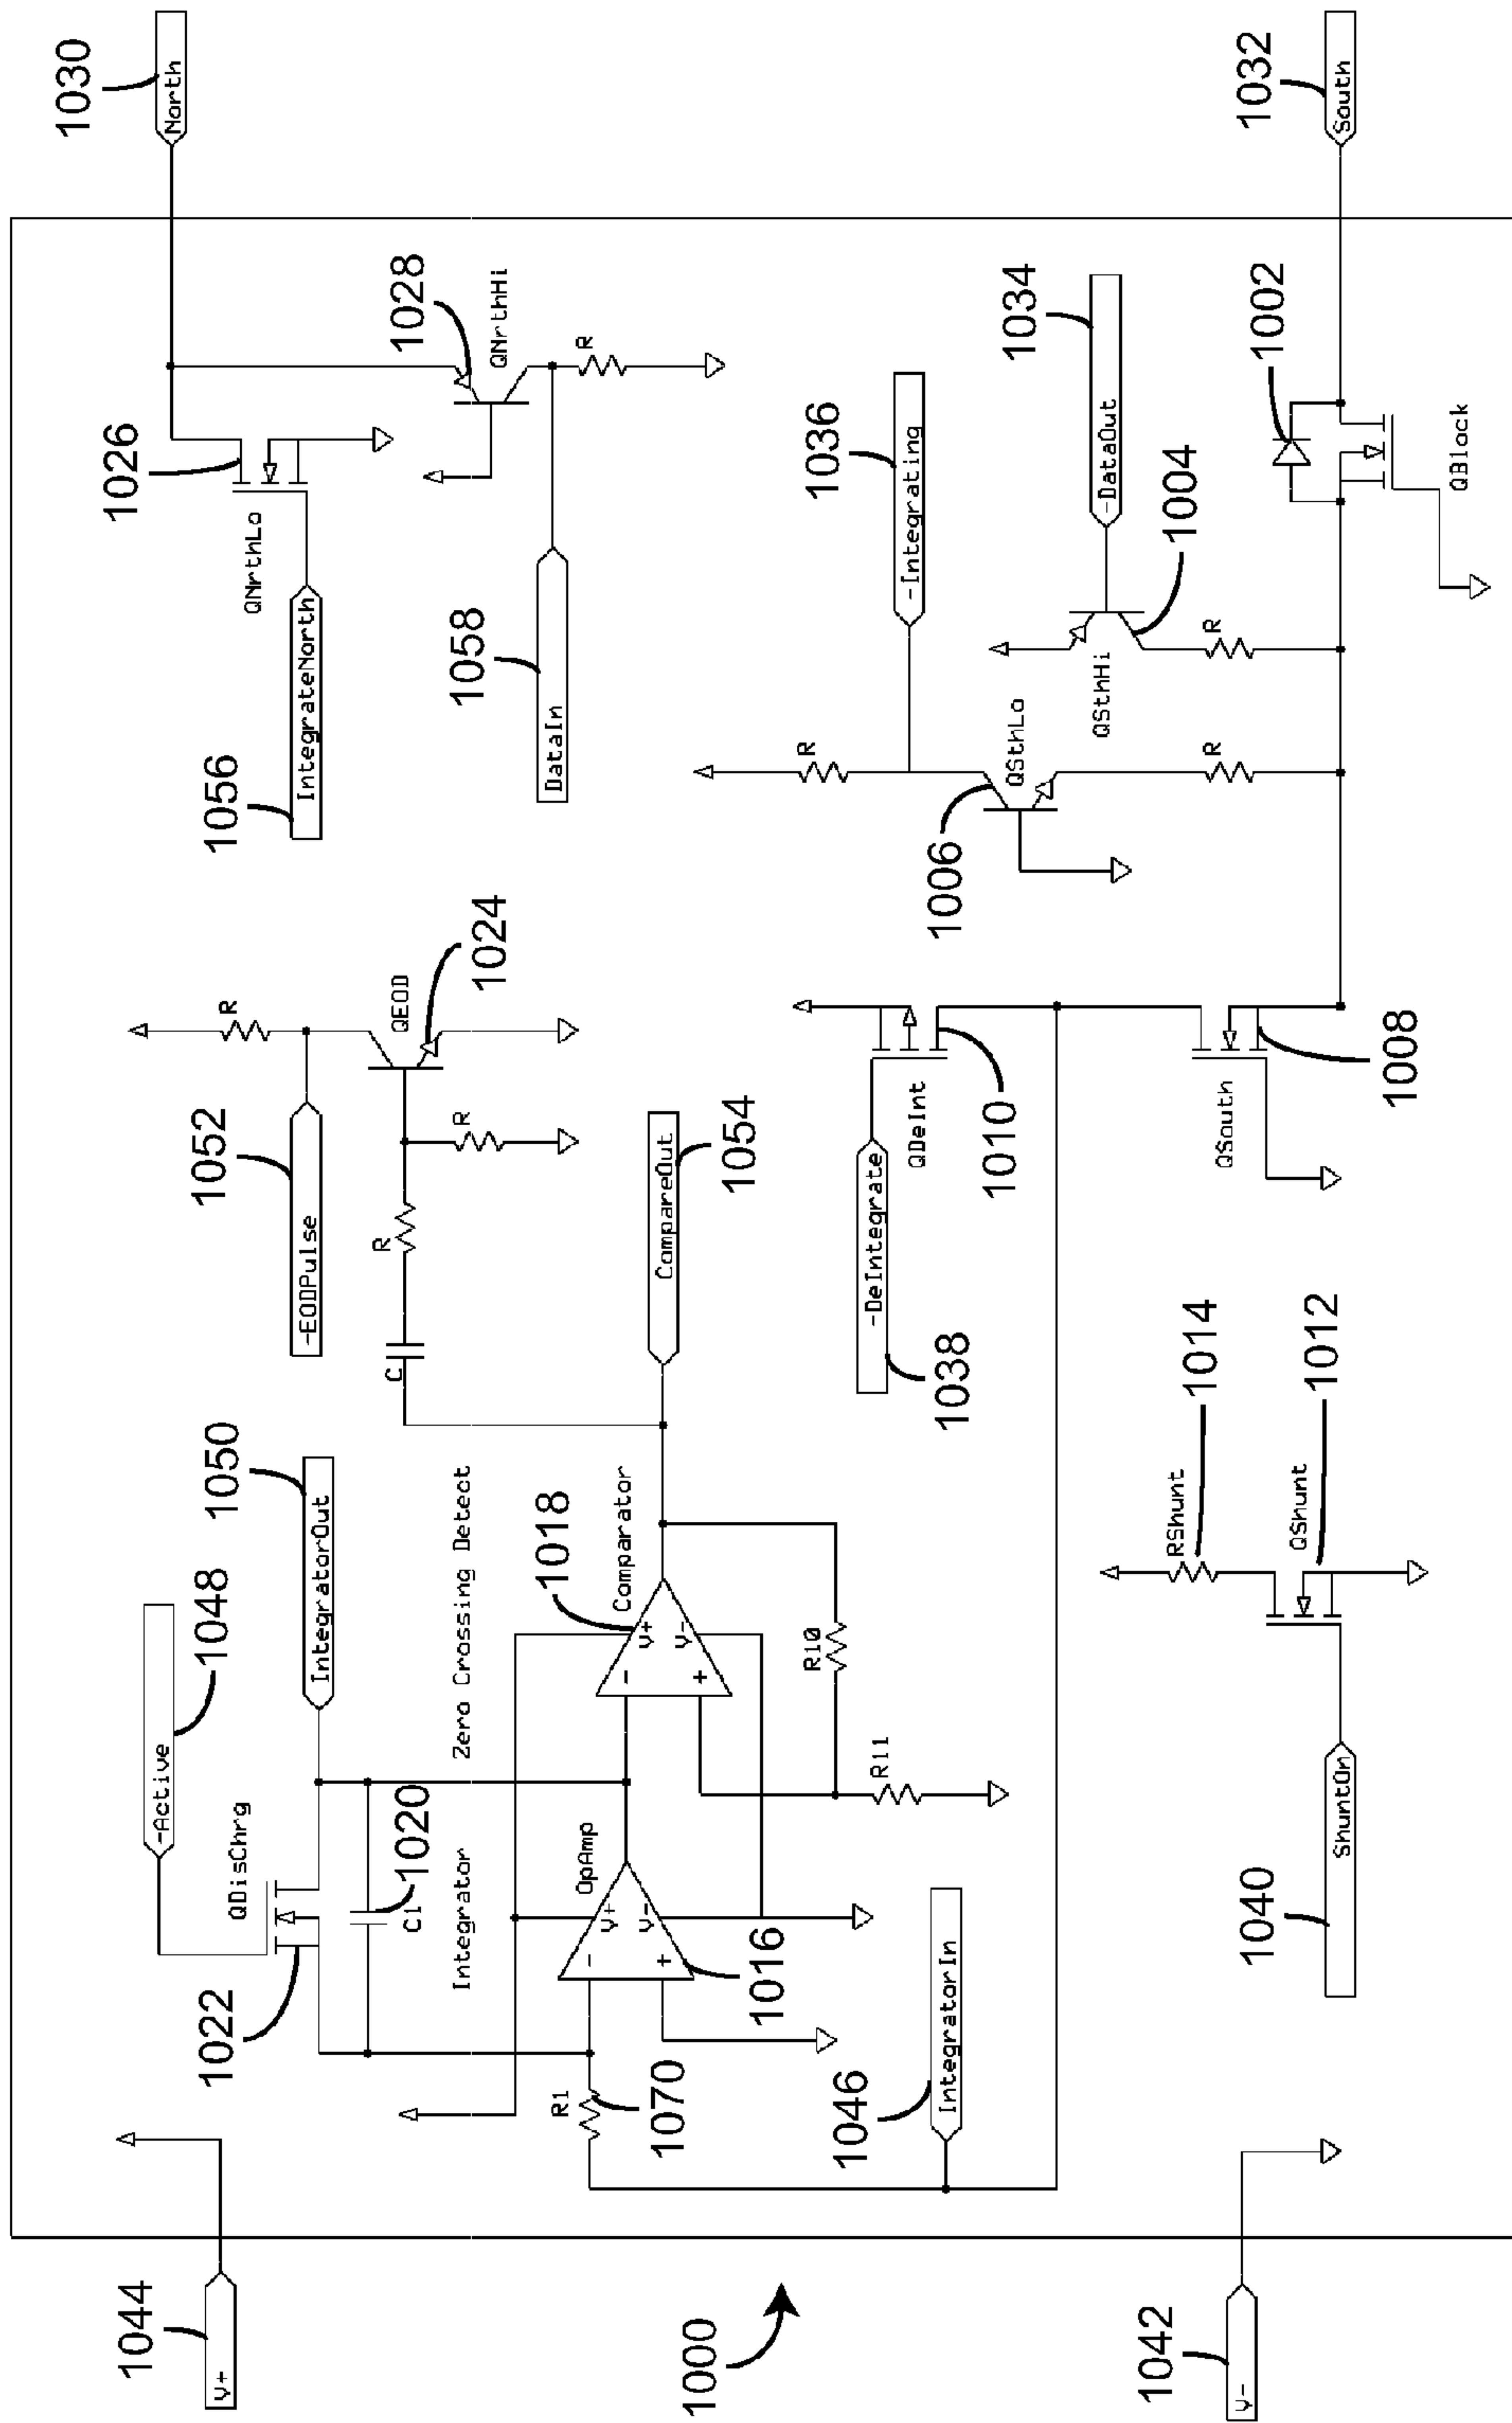 1044
V+
1048
-Active
1022
QDisChrg
1050
IntegratorOut
C1
1020
Integrator
Zero Crossing Detect
R1
1070
OpAmp
V+
V-
-
+
1016
1018
Comparator
V+
V-
-
+
R10
R11
1046
IntegratorIn
1052
-EODPulse
R
QEOD
1024
C
R
R
CompareOut
1054
1056
IntegrateNorth
QNrthLo
1026
1030
North
1028
QNrthHi
1058
DataIn
R
1036
-Integrating
R
QSthLo
1006
R
1034
-DataOut
QSthHi
1004
R
1002
QBlock
1032
South
-DeIntegrate
1038
QDeInt
1010
QSouth
1008
RShunt
1014
QShunt
1012
1040
ShuntOn
1000
1042
V-